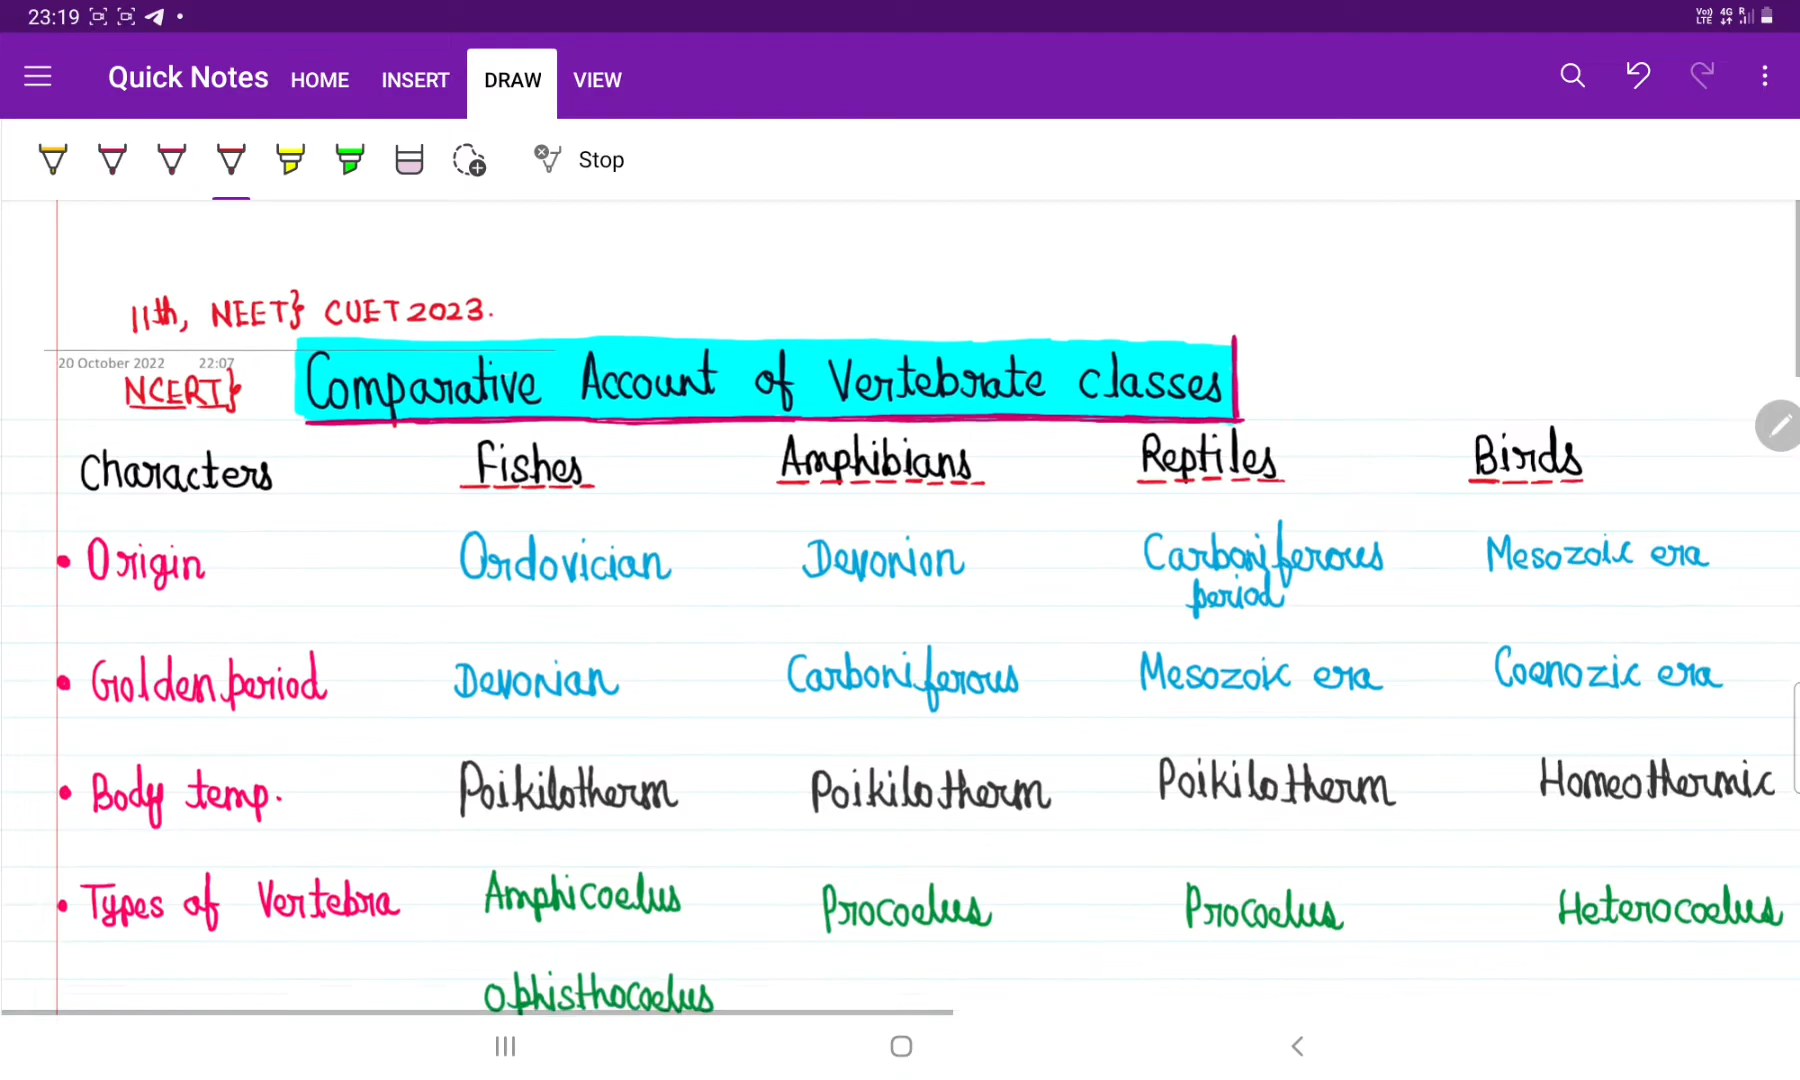 23:19
Vo) LTE 4G R
Quick Notes HOME INSERT DRAW VIEW
Stop
11th, NEET} CUET 2023.
20 October 2022 22:07
NCERT}
Comparative Account of Vertebrate classes
Characters Fishes Amphibians Reptiles Birds
• Origin Ordovician Devonion Carboniferous period Mesozoic era
• Golden period Devonian Carboniferous Mesozoic era Coenozic era
• Body temp. Poikilotherm Poikilotherm Poikilotherm Homeothermic
• Types of Vertebra Amphicoelus Procoelus Procoelus Heterocoelus
Ophisthocoelus